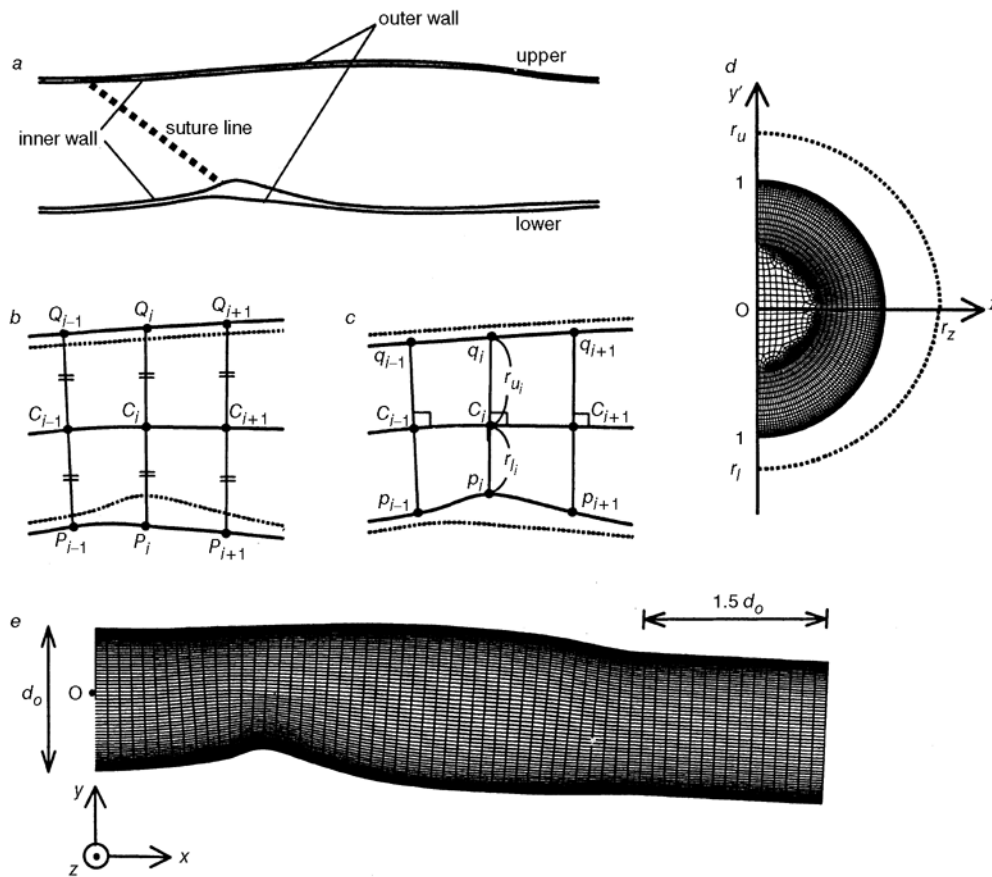 a
outer wall
upper
inner wall
suture line
lower
b
Q_{i-1} Q_i Q_{i+1}
C_{i-1} C_i C_{i+1}
P_{i-1} P_i P_{i+1}
c
q_{i-1} q_i q_{i+1}
r_{u_i}
C_{i-1} C_i C_{i+1}
r_{l_i}
p_{i-1} p_i p_{i+1}
d
y'
r_u
1
O
r_z
1
r_l
e
1.5 d_o
d_o
O
y
z
x